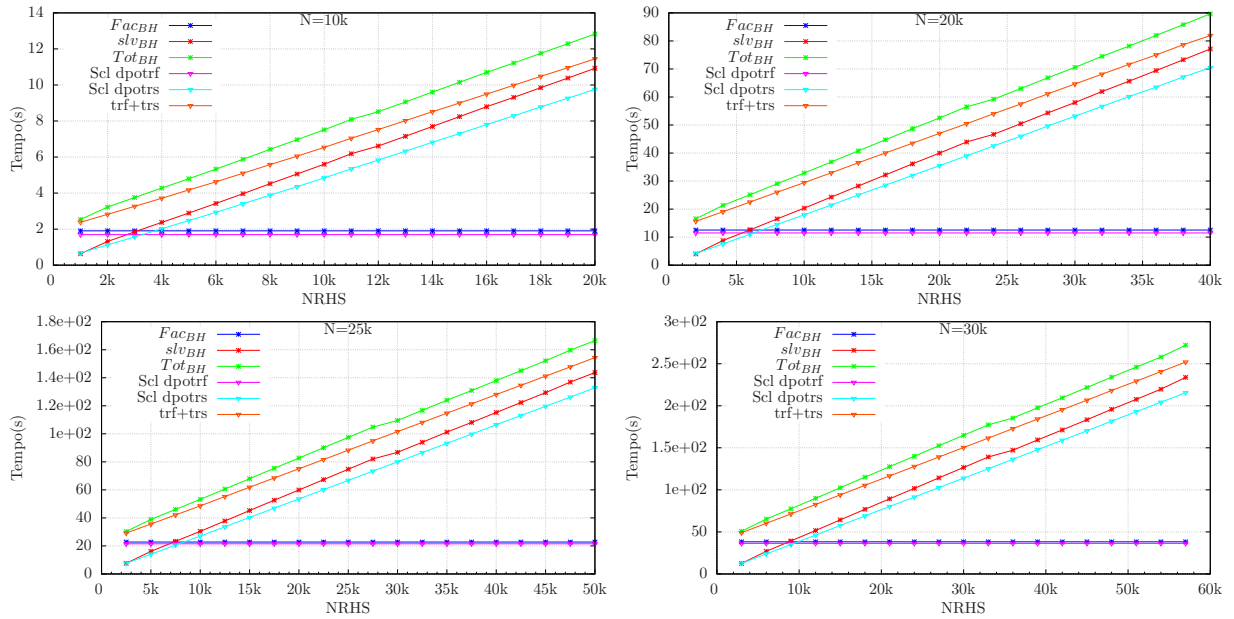 N=10k
Fac_BH
slv_BH
Tot_BH
Scl dpotrf
Scl dpotrs
trf+trs
Tempo(s)
14
12
10
8
6
4
2
0
0 2k 4k 6k 8k 10k 12k 14k 16k 18k 20k
NRHS
N=20k
Fac_BH
slv_BH
Tot_BH
Scl dpotrf
Scl dpotrs
trf+trs
Tempo(s)
90
80
70
60
50
40
30
20
10
0
0 5k 10k 15k 20k 25k 30k 35k 40k
NRHS
N=25k
Fac_BH
slv_BH
Tot_BH
Scl dpotrf
Scl dpotrs
trf+trs
Tempo(s)
1.8e+02
1.6e+02
1.4e+02
1.2e+02
1e+02
80
60
40
20
0
0 5k 10k 15k 20k 25k 30k 35k 40k 45k 50k
NRHS
N=30k
Fac_BH
slv_BH
Tot_BH
Scl dpotrf
Scl dpotrs
trf+trs
Tempo(s)
3e+02
2e+02
2e+02
1e+02
50
0
0 10k 20k 30k 40k 50k 60k
NRHS